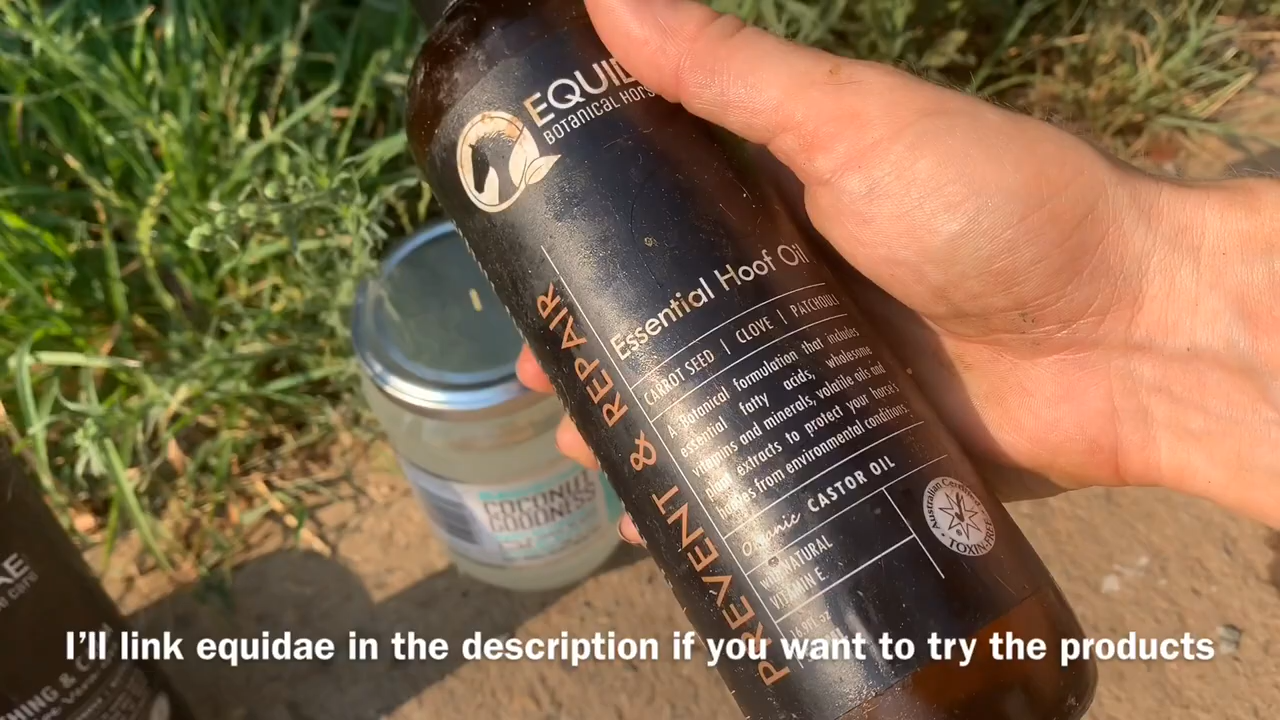 EQUID
BOTANICAL HORS
Essential Hoof Oil
CARROT SEED | CLOVE | PATCHOULI
A Botanical formulation that includes
essential fatty acids, wholesome
vitamins and minerals, volatile oils and
plant extracts to protect your horse's
hooves from environmental conditions.
Organic CASTOR OIL
with NATURAL
VITAMIN E
PREVENT & REPAIR
Australian Certified
TOXIN-FREE
COCONUT
GOODNESS
AE
care
HING & C
I'll link equidae in the description if you want to try the products